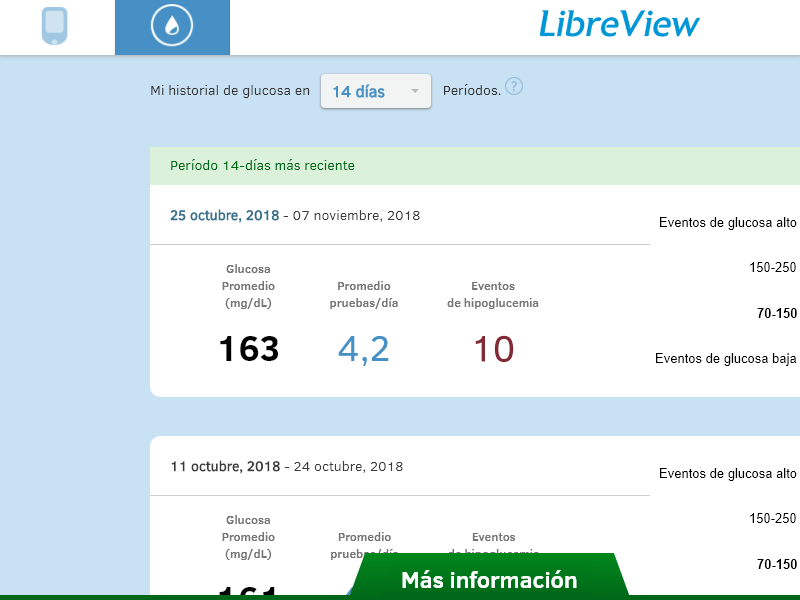 LibreView
Mi historial de glucosa en 14 días Períodos. ?
Período 14-días más reciente
25 octubre, 2018 - 07 noviembre, 2018
Glucosa
Promedio
(mg/dL)
Promedio
pruebas/día
Eventos
de hipoglucemia
163
4,2
10
Eventos de glucosa alto
150-250
70-150
Eventos de glucosa baja
11 octubre, 2018 - 24 octubre, 2018
Glucosa
Promedio
(mg/dL)
Promedio
pruebas/día
Eventos
de hipoglucemia
161
Eventos de glucosa alto
150-250
70-150
Más información